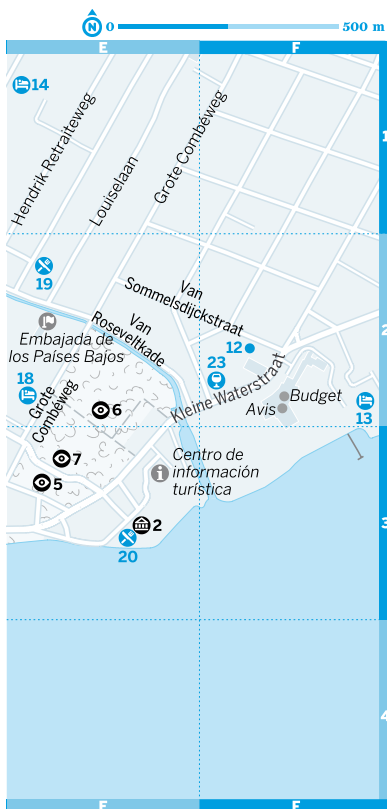 N 0 500 m
E F
14
1
Hendrik Retraiteweg
Louiselaan
Grote Combéweg
19
Van
Sommelsdijckstraat
Van
Roseveltkade
2
12
Embajada de
los Países Bajos
23
Kleine Waterstraat
18
Grote
Combéweg
6
Budget
Avis
13
7
5
Centro de
información
turística
2
3
20
4
E F